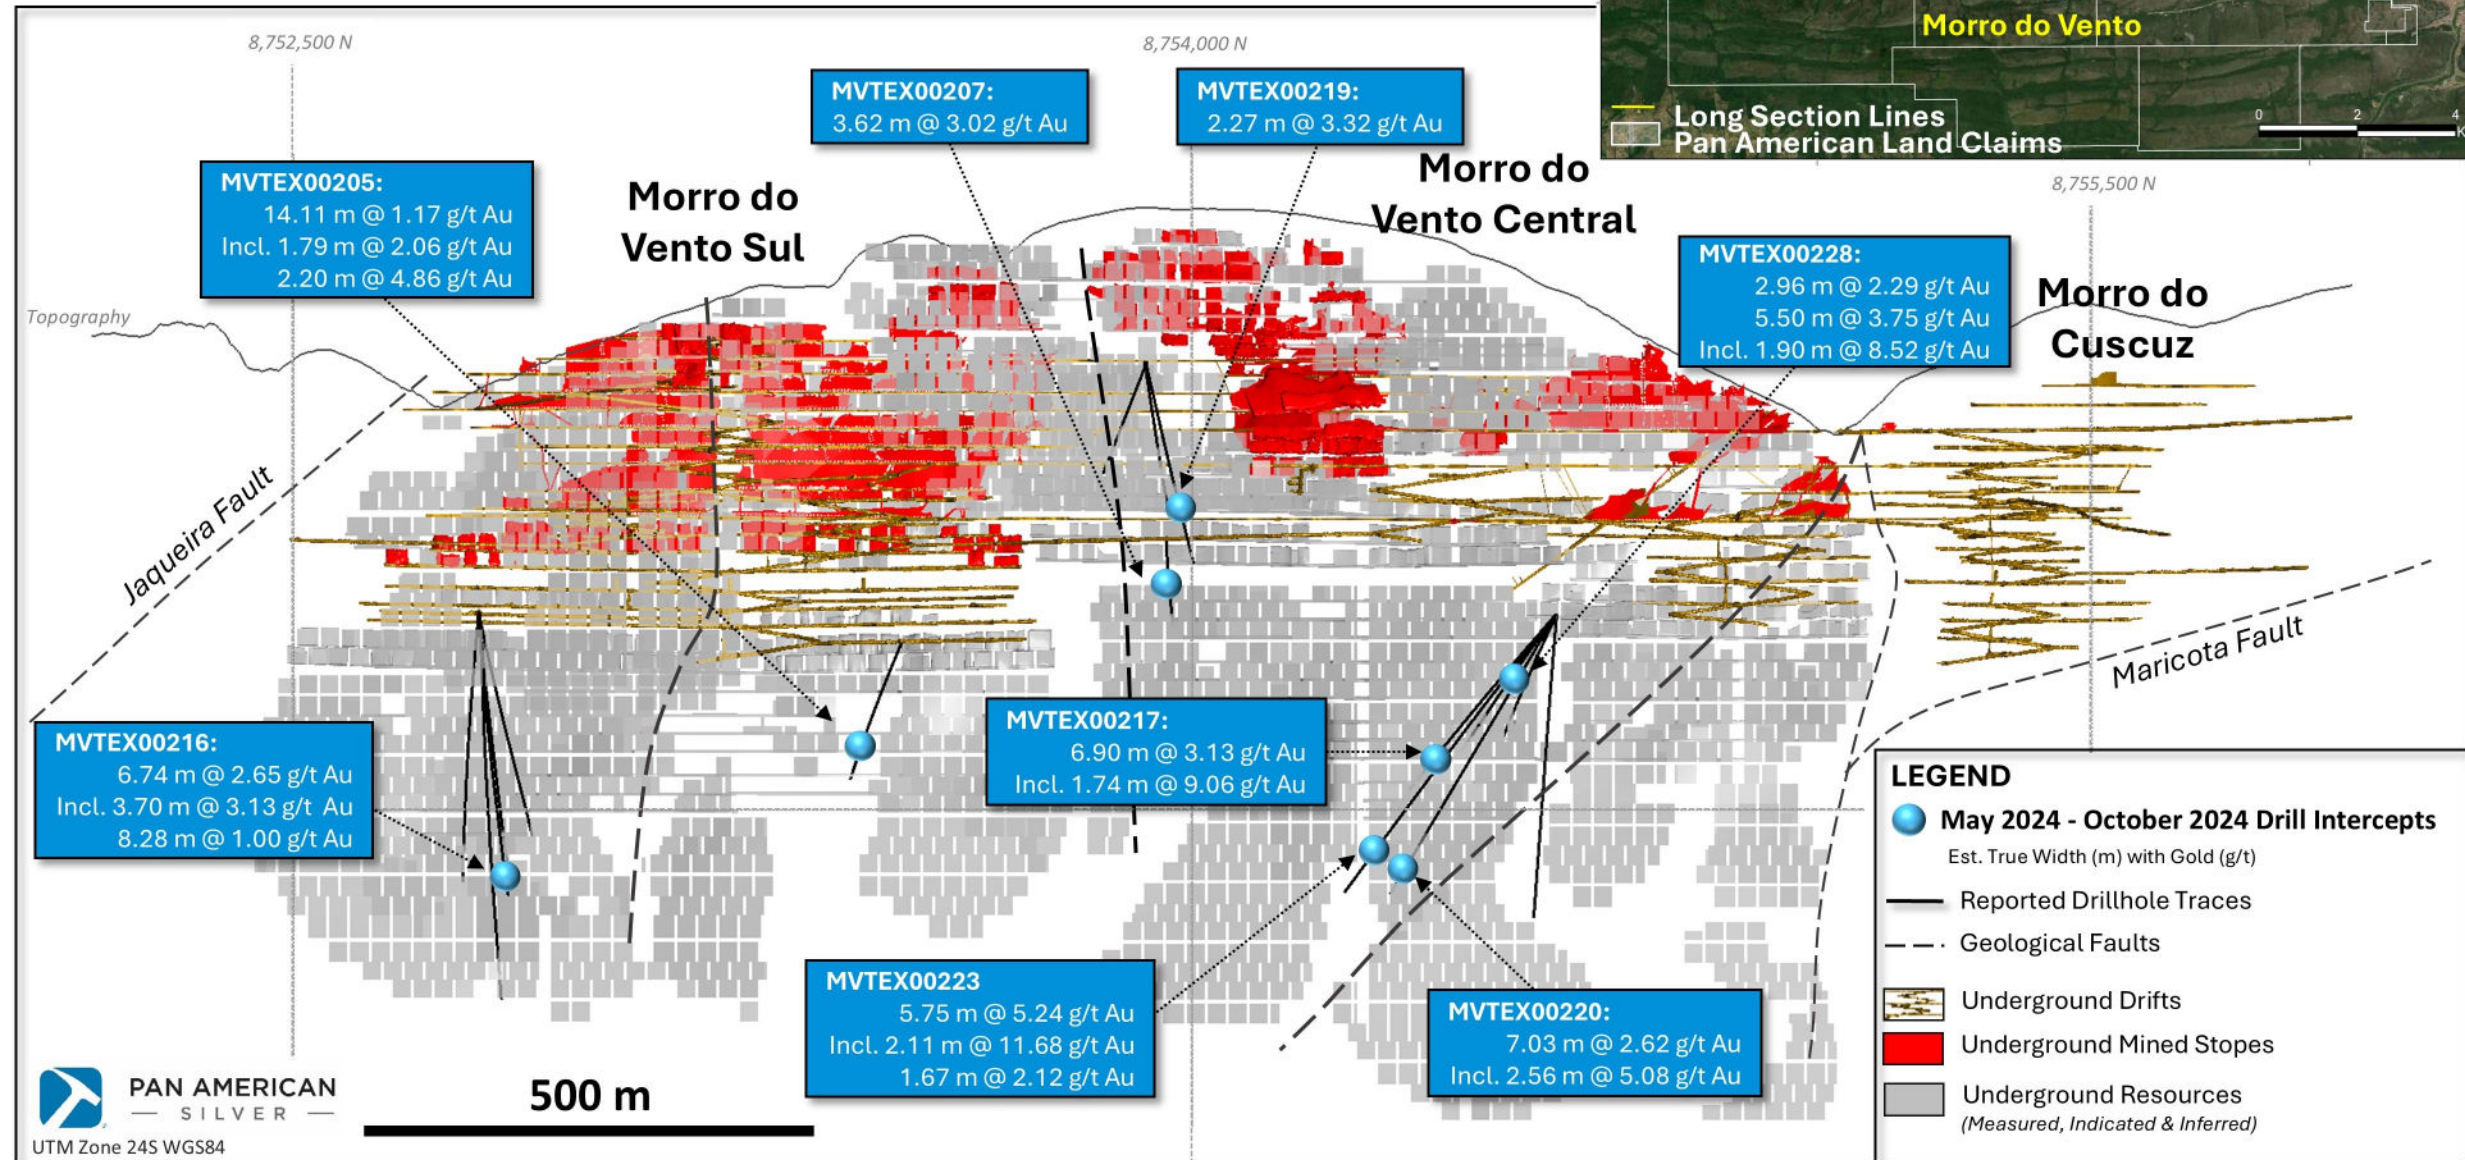 8,752,500 N
8,754,000 N
8,755,500 N
Morro do Vento
Long Section Lines
Pan American Land Claims
0 2 4
MVTEX00207:
3.62 m @ 3.02 g/t Au
MVTEX00219:
2.27 m @ 3.32 g/t Au
MVTEX00205:
14.11 m @ 1.17 g/t Au
Incl. 1.79 m @ 2.06 g/t Au
2.20 m @ 4.86 g/t Au
Morro do
Vento Sul
Morro do
Vento Central
MVTEX00228:
2.96 m @ 2.29 g/t Au
5.50 m @ 3.75 g/t Au
Incl. 1.90 m @ 8.52 g/t Au
Morro do
Cuscuz
Topography
Jaqueira Fault
Maricota Fault
MVTEX00216:
6.74 m @ 2.65 g/t Au
Incl. 3.70 m @ 3.13 g/t Au
8.28 m @ 1.00 g/t Au
MVTEX00217:
6.90 m @ 3.13 g/t Au
Incl. 1.74 m @ 9.06 g/t Au
MVTEX00223
5.75 m @ 5.24 g/t Au
Incl. 2.11 m @ 11.68 g/t Au
1.67 m @ 2.12 g/t Au
MVTEX00220:
7.03 m @ 2.62 g/t Au
Incl. 2.56 m @ 5.08 g/t Au
LEGEND
May 2024 - October 2024 Drill Intercepts
Est. True Width (m) with Gold (g/t)
Reported Drillhole Traces
Geological Faults
Underground Drifts
Underground Mined Stopes
Underground Resources
(Measured, Indicated & Inferred)
PAN AMERICAN
SILVER
500 m
UTM Zone 24S WGS84